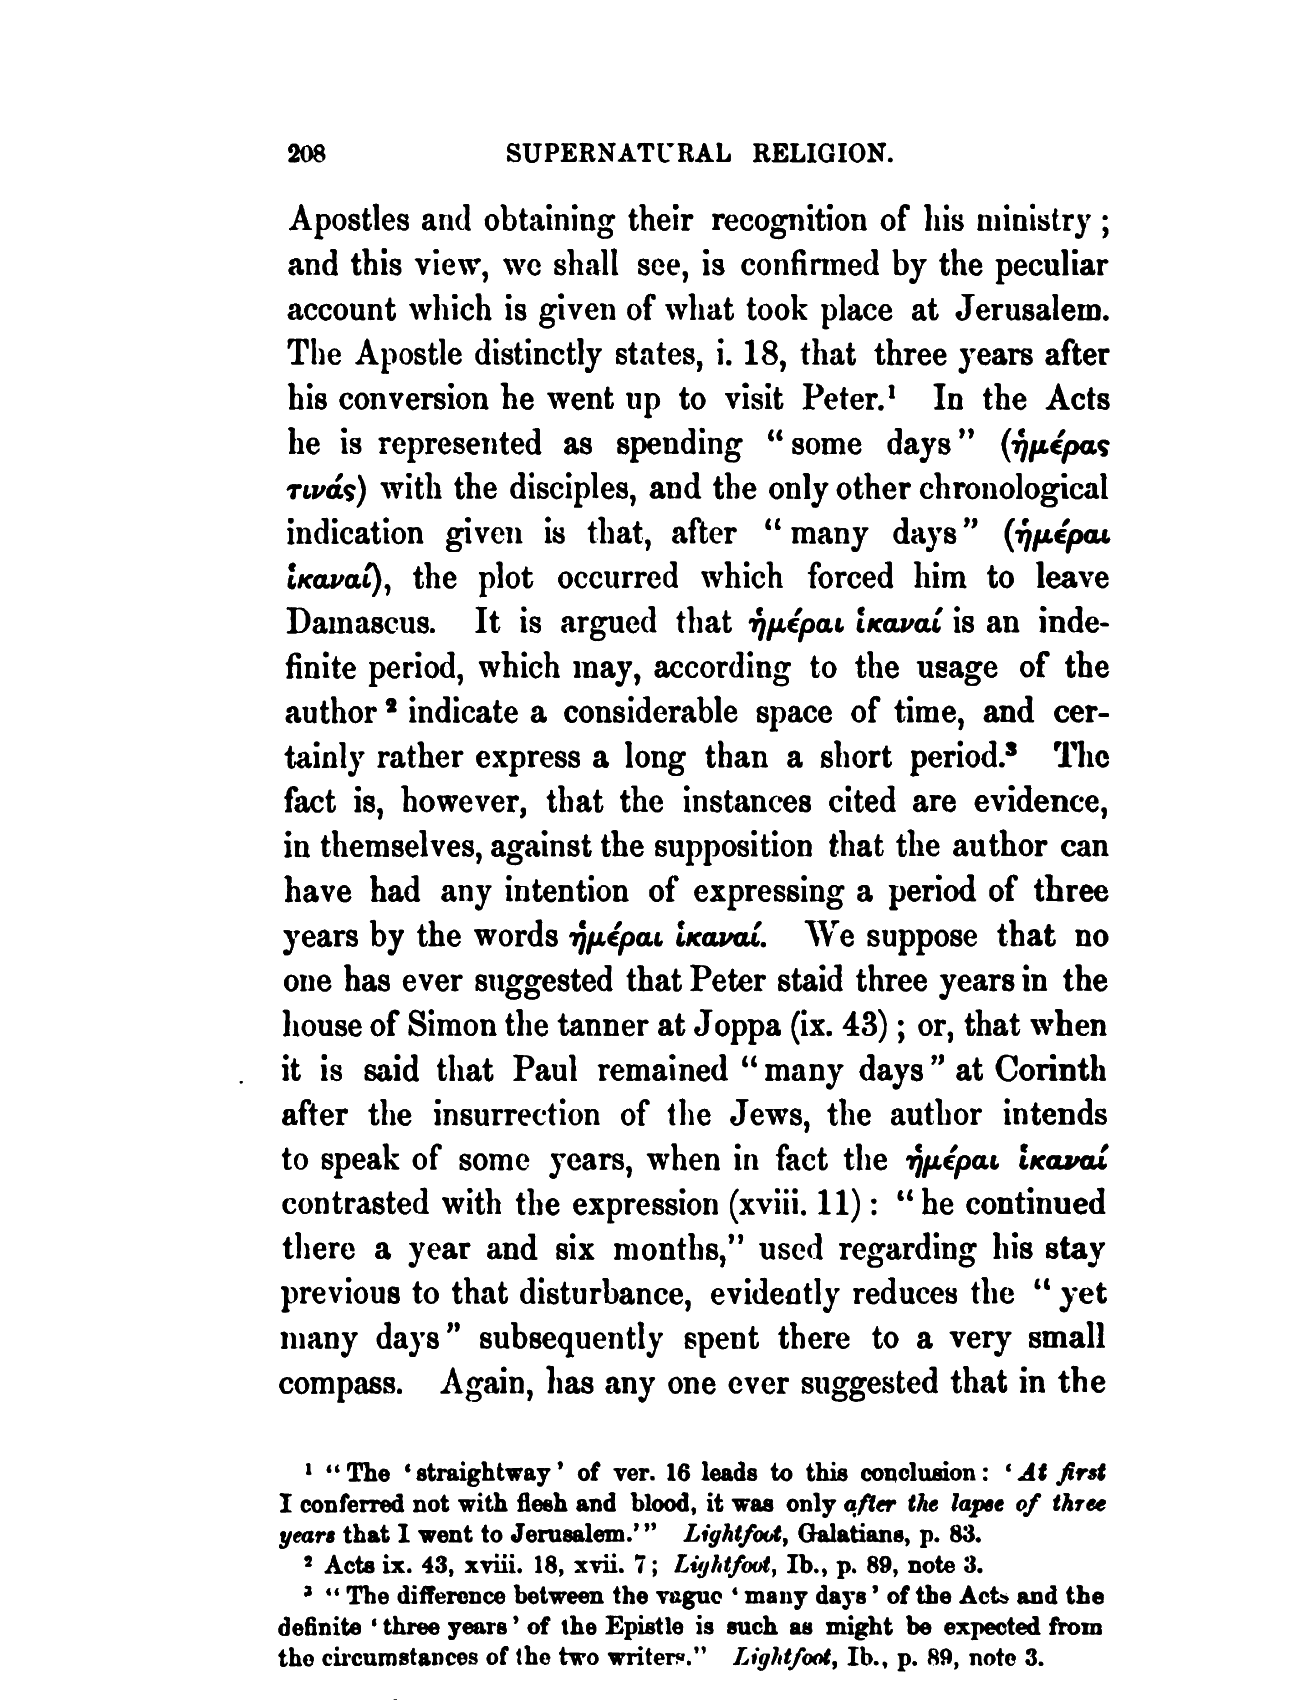 208 SUPERNATURAL RELIGION.
Apostles and obtaining their recognition of his ministry ;
and this view, we shall see, is confirmed by the peculiar
account which is given of what took place at Jerusalem.
The Apostle distinctly states, i. 18, that three years after
his conversion he went up to visit Peter.¹ In the Acts
he is represented as spending “some days” (ἡμέρας
τινάς) with the disciples, and the only other chronological
indication given is that, after “many days” (ἡμέραι
ἱκαναί), the plot occurred which forced him to leave
Damascus. It is argued that ἡμέραι ἱκαναί is an inde-
finite period, which may, according to the usage of the
author ² indicate a considerable space of time, and cer-
tainly rather express a long than a short period.³ The
fact is, however, that the instances cited are evidence,
in themselves, against the supposition that the author can
have had any intention of expressing a period of three
years by the words ἡμέραι ἱκαναί. We suppose that no
one has ever suggested that Peter staid three years in the
house of Simon the tanner at Joppa (ix. 43) ; or, that when
it is said that Paul remained “many days” at Corinth
after the insurrection of the Jews, the author intends
to speak of some years, when in fact the ἡμέραι ἱκαναί
contrasted with the expression (xviii. 11) : “he continued
there a year and six months,” used regarding his stay
previous to that disturbance, evidently reduces the “yet
many days” subsequently spent there to a very small
compass. Again, has any one ever suggested that in the
¹ “The ‘straightway’ of ver. 16 leads to this conclusion : ‘At first
I conferred not with flesh and blood, it was only after the lapse of three
years that I went to Jerusalem.’” Lightfoot, Galatians, p. 83.
² Acts ix. 43, xviii. 18, xvii. 7 ; Lightfoot, Ib., p. 89, note 3.
³ “The difference between the vague ‘many days’ of the Acts and the
definite ‘three years’ of the Epistle is such as might be expected from
the circumstances of the two writers.” Lightfoot, Ib., p. 89, note 3.